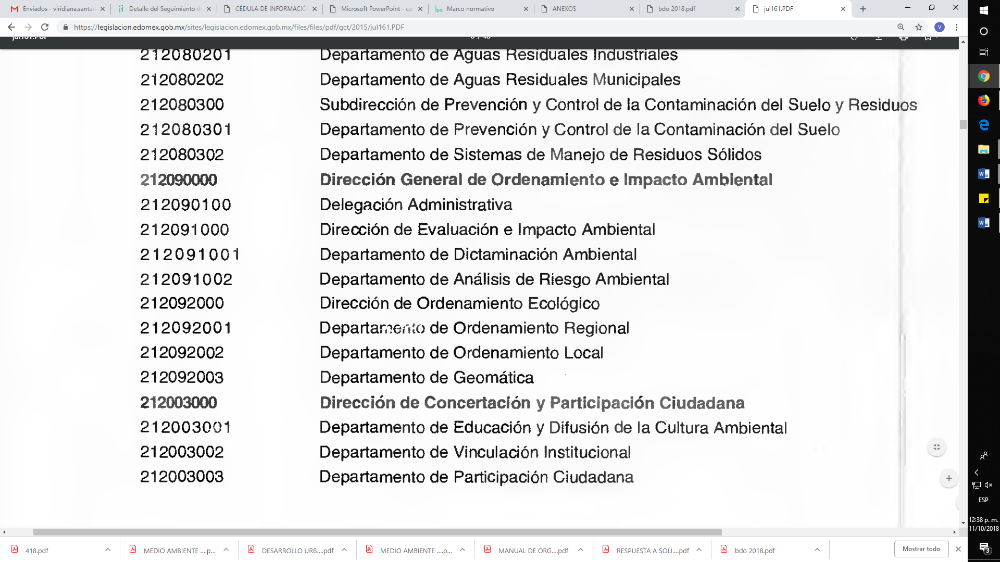 Enviados - viridiana.santan
Detalle del Seguimiento d
CÉDULA DE INFORMACIÓ
Microsoft PowerPoint - ca
Marco normativo
ANEXOS
bdo 2018.pdf
jul161.PDF
https://legislacion.edomex.gob.mx/sites/legislacion.edomex.gob.mx/files/files/pdf/gct/2015/jul161.PDF
V
jul161.PDF
212080201 Departamento de Aguas Residuales Industriales
212080202 Departamento de Aguas Residuales Municipales
212080300 Subdirección de Prevención y Control de la Contaminación del Suelo y Residuos
212080301 Departamento de Prevención y Control de la Contaminación del Suelo
212080302 Departamento de Sistemas de Manejo de Residuos Sólidos
212090000 Dirección General de Ordenamiento e Impacto Ambiental
212090100 Delegación Administrativa
212091000 Dirección de Evaluación e Impacto Ambiental
212091001 Departamento de Dictaminación Ambiental
212091002 Departamento de Análisis de Riesgo Ambiental
212092000 Dirección de Ordenamiento Ecológico
212092001 Departamento de Ordenamiento Regional
212092002 Departamento de Ordenamiento Local
212092003 Departamento de Geomática
212003000 Dirección de Concertación y Participación Ciudadana
212003001 Departamento de Educación y Difusión de la Cultura Ambiental
212003002 Departamento de Vinculación Institucional
212003003 Departamento de Participación Ciudadana
ESP
12:38 p. m.
11/10/2018
3
418.pdf
MEDIO AMBIENTE ....p...
DESARROLLO URB....pdf
MEDIO AMBIENTE ....p...
MANUAL DE ORG....pdf
RESPUESTA A SOLI....pdf
bdo 2018.pdf
Mostrar todo